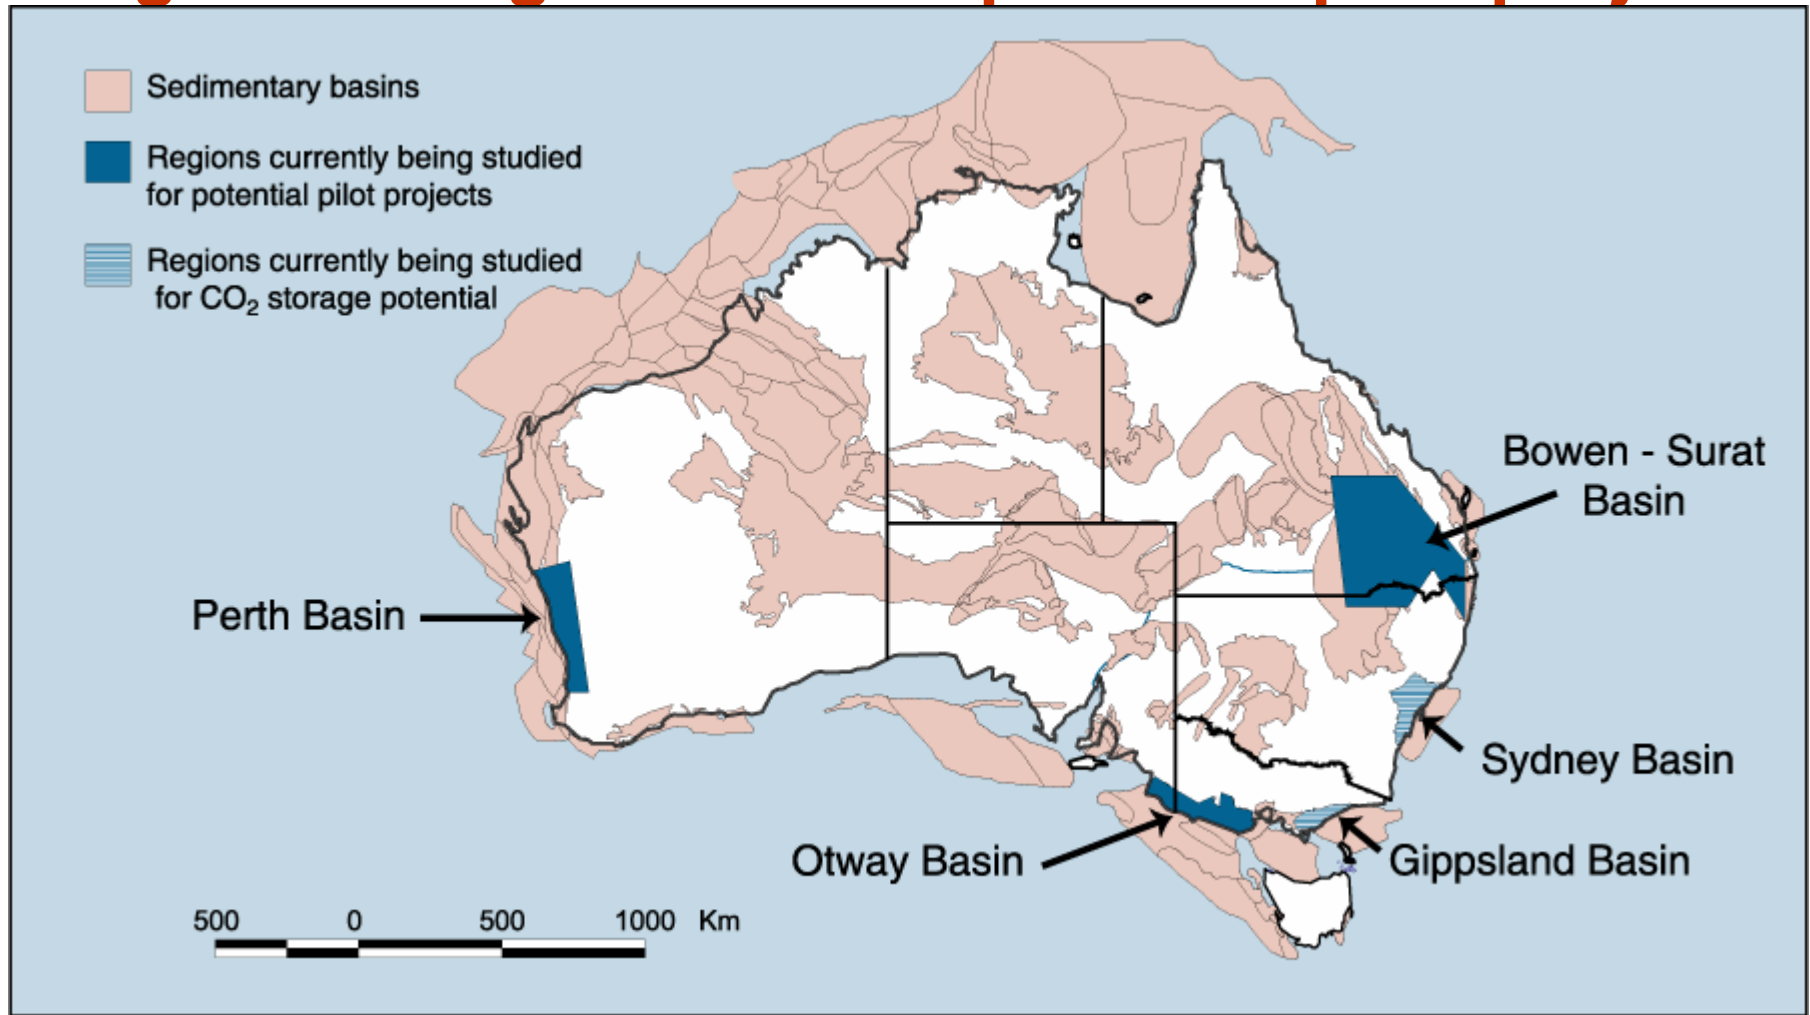 Sedimentary basins
Regions currently being studied
for potential pilot projects
Regions currently being studied
for CO₂ storage potential
Bowen - Surat
Basin
Perth Basin
Sydney Basin
Otway Basin
Gippsland Basin
500 0 500 1000 Km